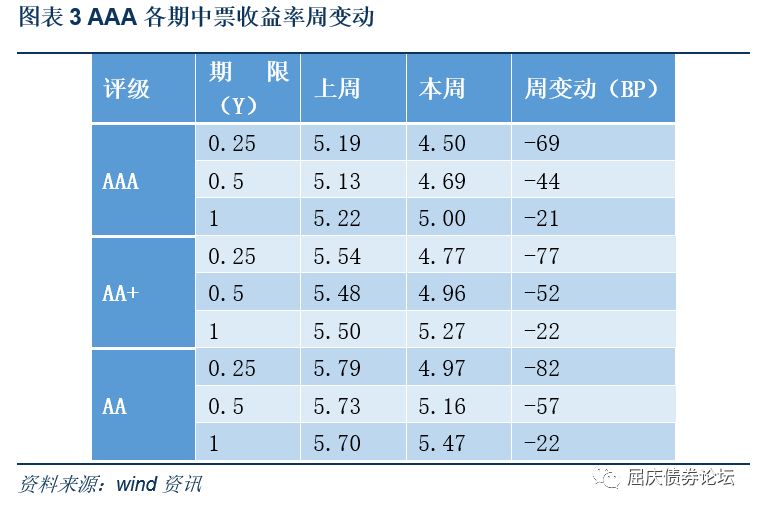 图表 3 AAA 各期中票收益率周变动
评级 期 限（Y） 上周 本周 周变动（BP）
AAA 0.25 5.19 4.50 -69
0.5 5.13 4.69 -44
1 5.22 5.00 -21
AA+ 0.25 5.54 4.77 -77
0.5 5.48 4.96 -52
1 5.50 5.27 -22
AA 0.25 5.79 4.97 -82
0.5 5.73 5.16 -57
1 5.70 5.47 -22
资料来源：wind 资讯
屈庆债券论坛